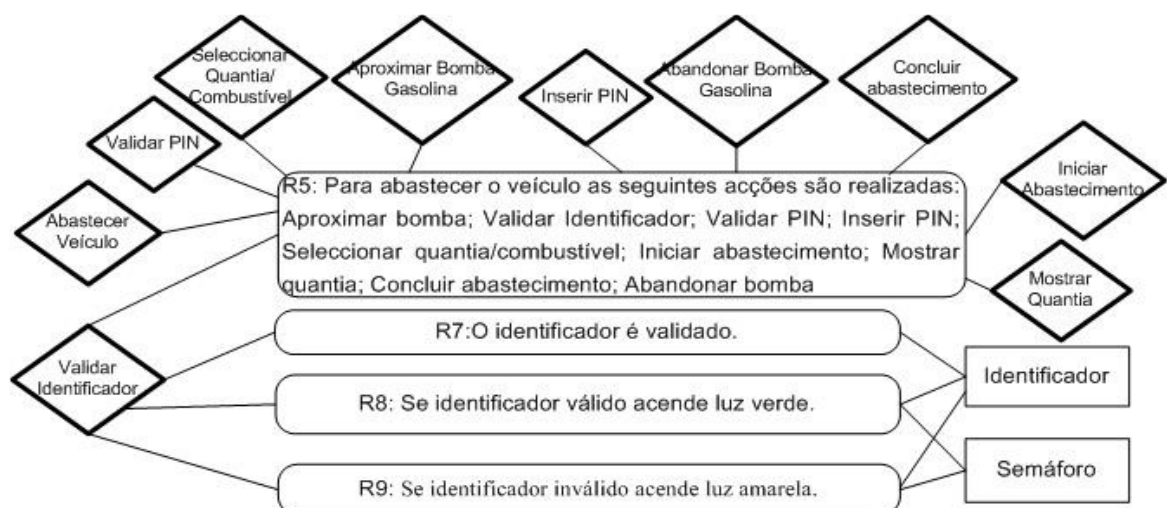 Seleccionar
Quantia/
Combustível
Aproximar Bomba
Gasolina
Inserir PIN
Abandonar Bomba
Gasolina
Concluir
abastecimento
Validar PIN
Iniciar
Abastecimento
Abastecer
Veículo
R5: Para abastecer o veículo as seguintes acções são realizadas:
Aproximar bomba; Validar Identificador; Validar PIN; Inserir PIN;
Seleccionar quantia/combustível; Iniciar abastecimento; Mostrar
quantia; Concluir abastecimento; Abandonar bomba
Mostrar
Quantia
Validar
Identificador
R7:O identificador é validado.
R8: Se identificador válido acende luz verde.
R9: Se identificador inválido acende luz amarela.
Identificador
Semáforo